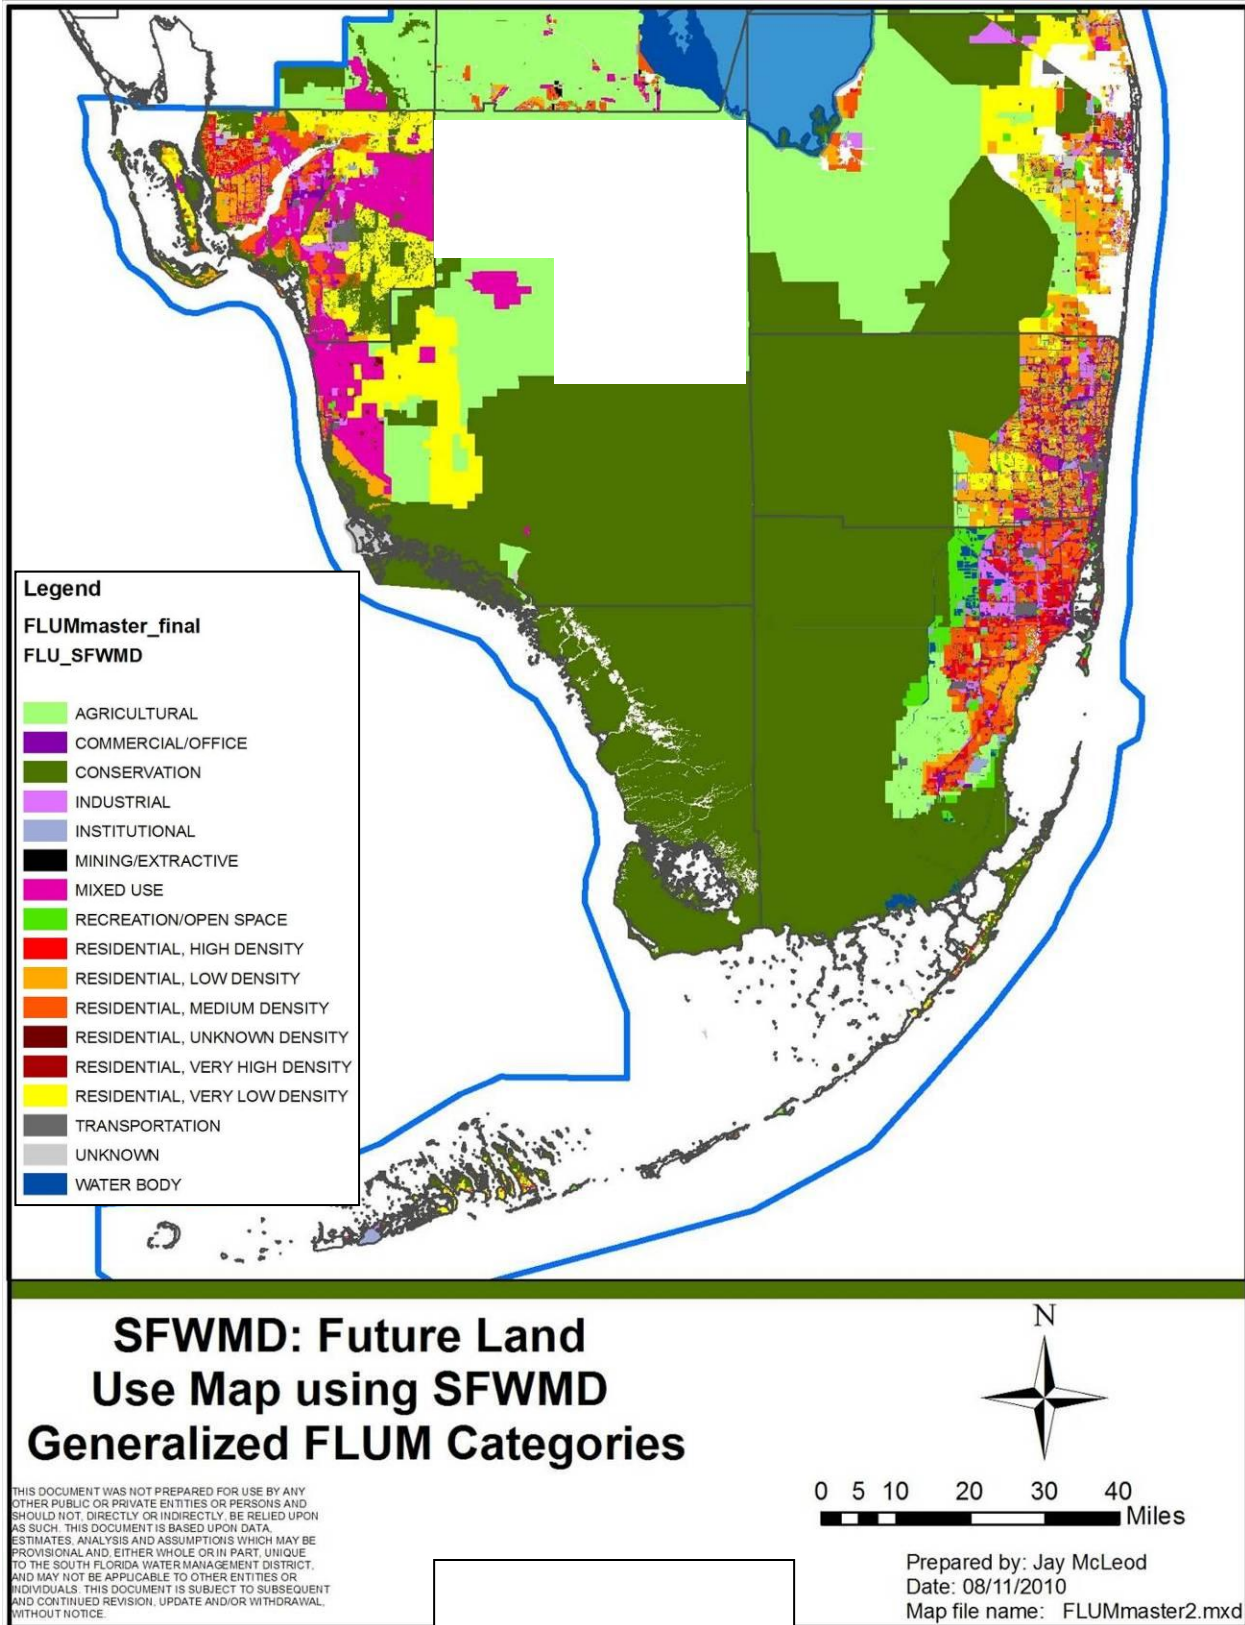 Legend
FLUMmaster_final
FLU_SFWMD
AGRICULTURAL
COMMERCIAL/OFFICE
CONSERVATION
INDUSTRIAL
INSTITUTIONAL
MINING/EXTRACTIVE
MIXED USE
RECREATION/OPEN SPACE
RESIDENTIAL, HIGH DENSITY
RESIDENTIAL, LOW DENSITY
RESIDENTIAL, MEDIUM DENSITY
RESIDENTIAL, UNKNOWN DENSITY
RESIDENTIAL, VERY HIGH DENSITY
RESIDENTIAL, VERY LOW DENSITY
TRANSPORTATION
UNKNOWN
WATER BODY
SFWMD: Future Land
Use Map using SFWMD
Generalized FLUM Categories
THIS DOCUMENT WAS NOT PREPARED FOR USE BY ANY
OTHER PUBLIC OR PRIVATE ENTITIES OR PERSONS AND
SHOULD NOT, DIRECTLY OR INDIRECTLY, BE RELIED UPON
AS SUCH. THIS DOCUMENT IS BASED UPON DATA,
ESTIMATES, ANALYSIS AND ASSUMPTIONS WHICH MAY BE
PROVISIONAL AND, EITHER WHOLE OR IN PART, UNIQUE
TO THE SOUTH FLORIDA WATER MANAGEMENT DISTRICT,
AND MAY NOT BE APPLICABLE TO OTHER ENTITIES OR
INDIVIDUALS. THIS DOCUMENT IS SUBJECT TO SUBSEQUENT
AND CONTINUED REVISION, UPDATE AND/OR WITHDRAWAL,
WITHOUT NOTICE.
N
0 5 10 20 30 40
Miles
Prepared by: Jay McLeod
Date: 08/11/2010
Map file name: FLUMmaster2.mxd